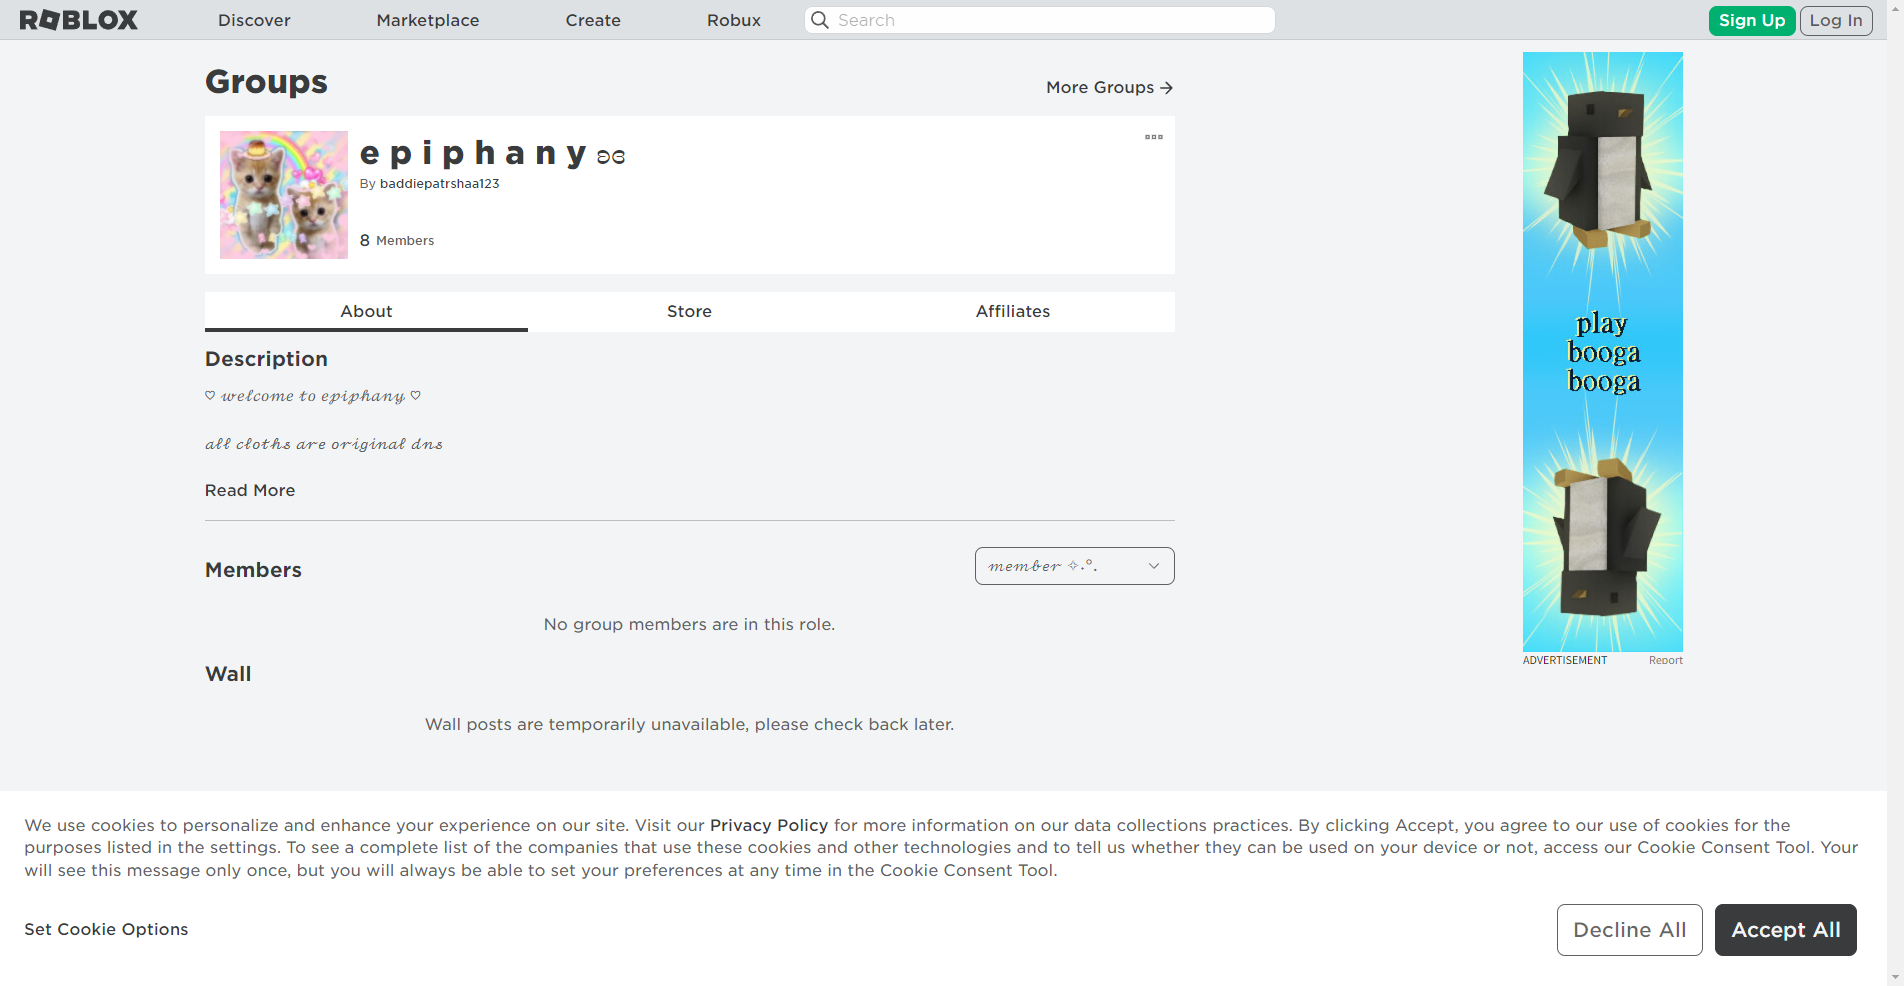 ROBLOX
Discover
Marketplace
Create
Robux
Search
Sign Up
Log In
Groups
More Groups →
e p i p h a n y ʚɞ
By baddiepatrshaa123
8 Members
About
Store
Affiliates
Description
♡ 𝓌𝑒𝓁𝒸𝑜𝓂𝑒 𝓉𝑜 𝑒𝓅𝒾𝓅𝒽𝒶𝓃𝓎 ♡
𝒶𝓁𝓁 𝒸𝓁𝑜𝓉𝒽𝓈 𝒶𝓇𝑒 𝑜𝓇𝒾𝑔𝒾𝓃𝒶𝓁 𝒹𝓃𝓈
Read More
Members
𝓂𝑒𝓂𝒷𝑒𝓇 ✧.°.
No group members are in this role.
Wall
Wall posts are temporarily unavailable, please check back later.
play
booga
booga
ADVERTISEMENT
Report
We use cookies to personalize and enhance your experience on our site. Visit our Privacy Policy for more information on our data collections practices. By clicking Accept, you agree to our use of cookies for the
purposes listed in the settings. To see a complete list of the companies that use these cookies and other technologies and to tell us whether they can be used on your device or not, access our Cookie Consent Tool. Your
will see this message only once, but you will always be able to set your preferences at any time in the Cookie Consent Tool.
Set Cookie Options
Decline All
Accept All